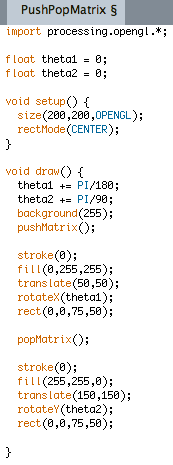 PushPopMatrix §
import processing.opengl.*;
float theta1 = 0;
float theta2 = 0;
void setup() {
size(200,200,OPENGL);
rectMode(CENTER);
}
void draw() {
theta1 += PI/180;
theta2 += PI/90;
background(255);
pushMatrix();
stroke(0);
fill(0,255,255);
translate(50,50);
rotateX(theta1);
rect(0,0,75,50);
popMatrix();
stroke(0);
fill(255,255,0);
translate(150,150);
rotateY(theta2);
rect(0,0,75,50);
}